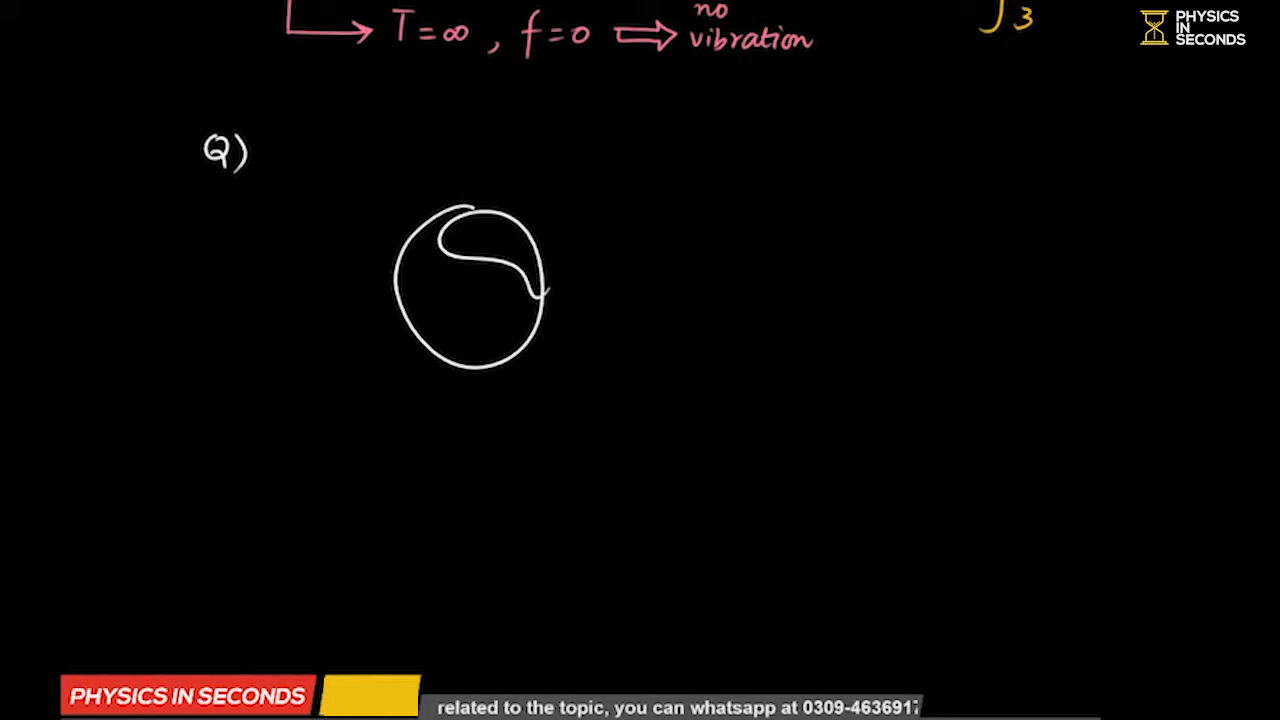 no
T = ∞ , f = 0 ⟹ vibration
3
PHYSICS
IN
SECONDS
Q)
PHYSICS IN SECONDS
related to the topic, you can whatsapp at 0309-463691